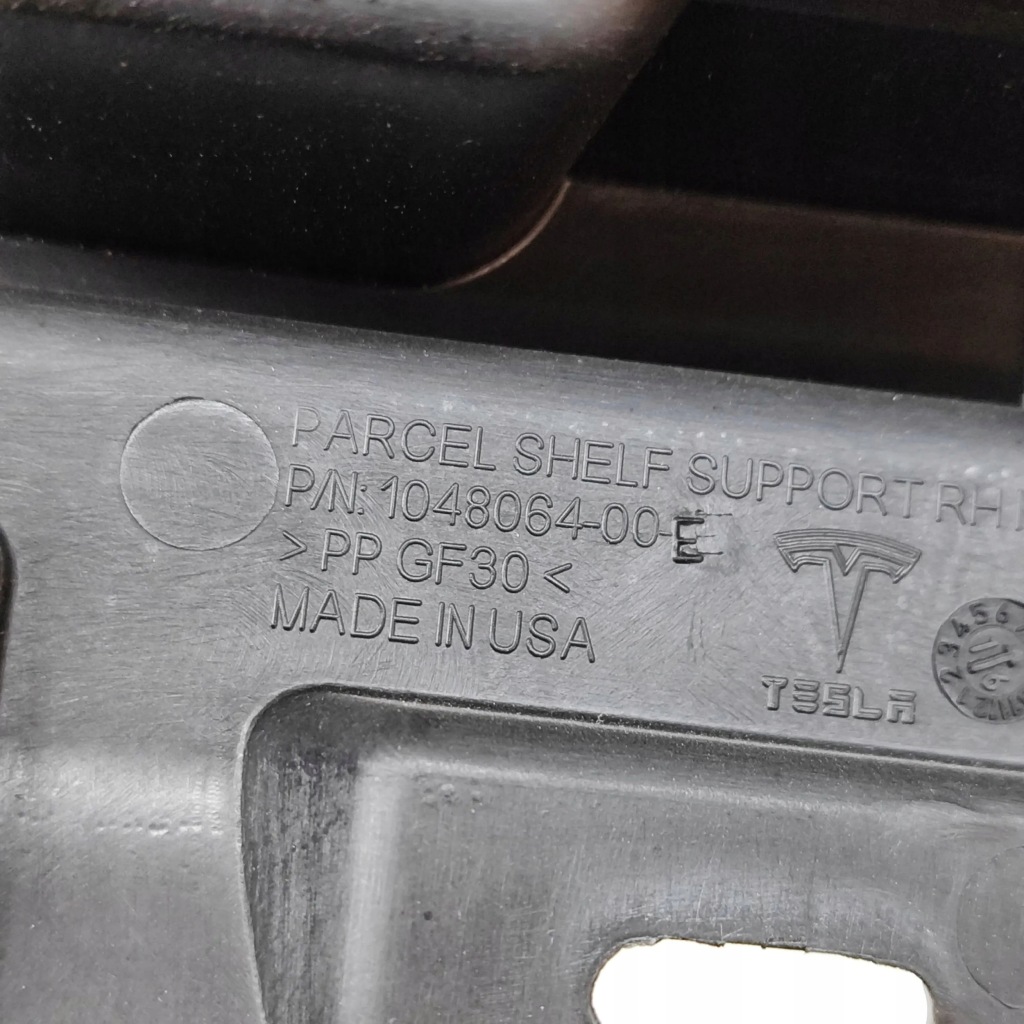 PARCEL SHELF SUPPORT RH
P/N: 1048064-00-E
> PP GF30 <
MADE IN USA
TESLA